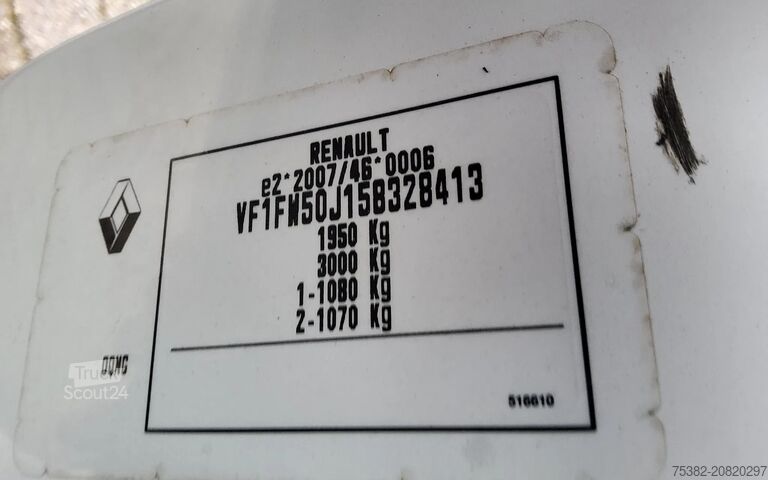 RENAULT
e2*2007/46*0006
VF1FW50J158328413
1950 Kg
3000 Kg
1-1080 Kg
2-1070 Kg
516610
Truck
Scout24
75382-20820297